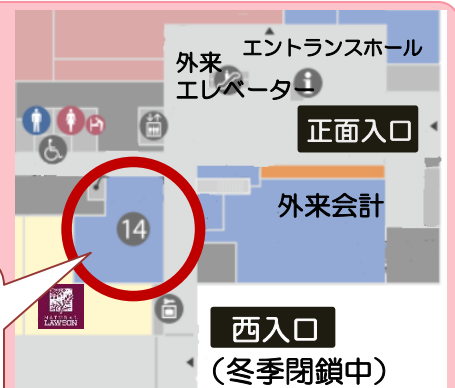 エントランスホール
外来
エレベーター
正面入口
外来会計
14
NATURAL
LAWSON
西入口
（冬季閉鎖中）